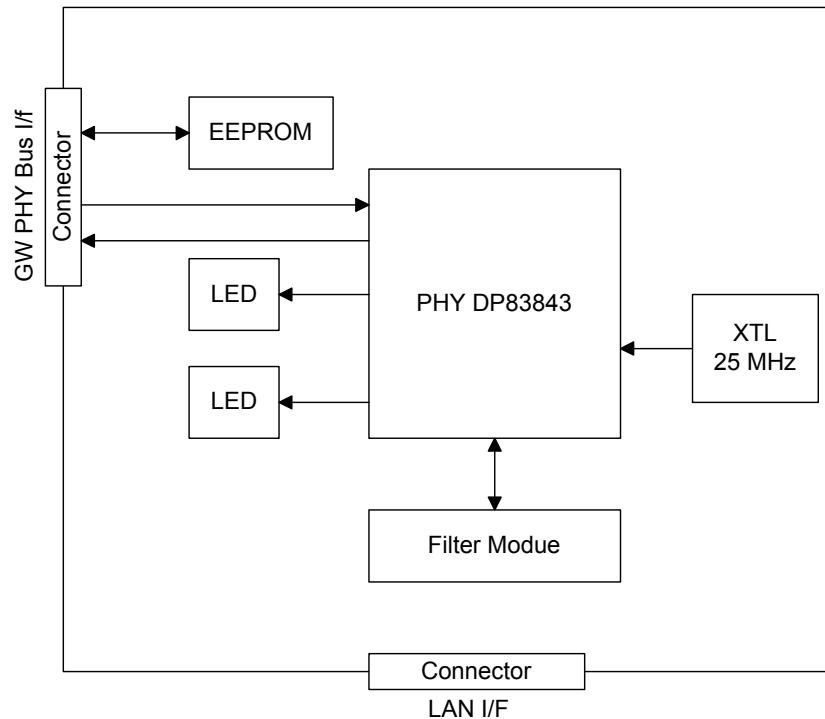 GW PHY Bus I/f
Connector
EEPROM
LED
PHY DP83843
XTL
25 MHz
LED
Filter Modue
Connector
LAN I/F